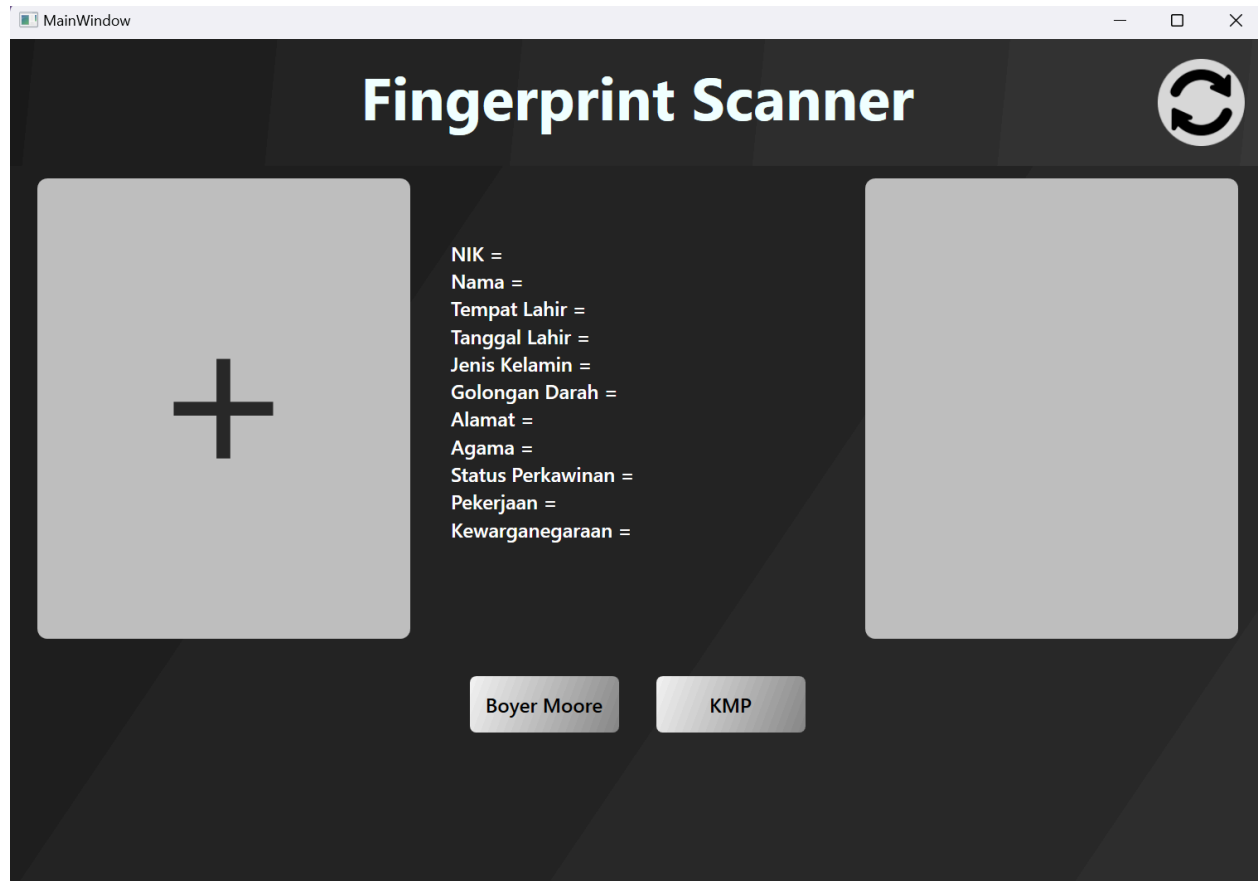 MainWindow
Fingerprint Scanner
NIK =
Nama =
Tempat Lahir =
Tanggal Lahir =
Jenis Kelamin =
Golongan Darah =
Alamat =
Agama =
Status Perkawinan =
Pekerjaan =
Kewarganegaraan =
Boyer Moore
KMP